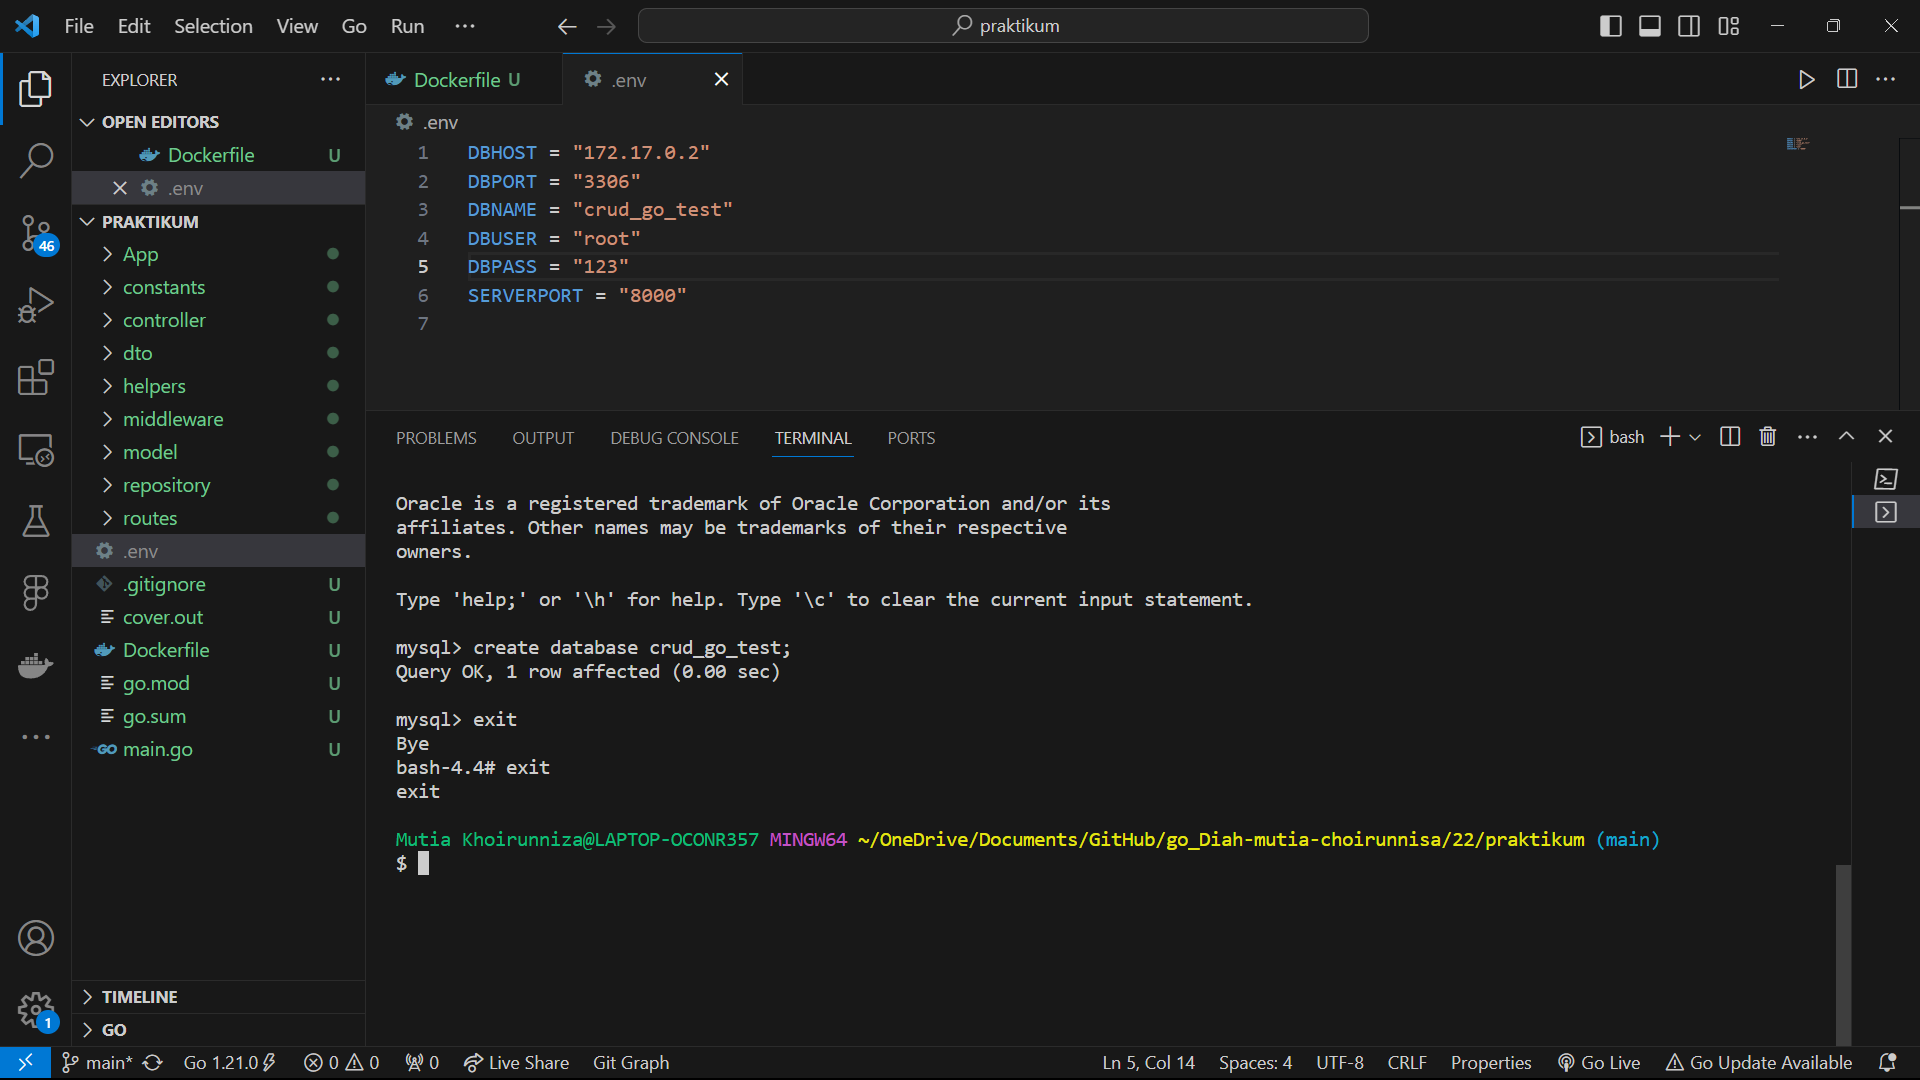 File Edit Selection View Go Run ···
praktikum
EXPLORER
OPEN EDITORS
Dockerfile U
.env
PRAKTIKUM
App
constants
controller
dto
helpers
middleware
model
repository
routes
.env
.gitignore U
cover.out U
Dockerfile U
go.mod U
go.sum U
main.go U
TIMELINE
GO
46
1
Dockerfile U
.env
.env
1 DBHOST = "172.17.0.2"
2 DBPORT = "3306"
3 DBNAME = "crud_go_test"
4 DBUSER = "root"
5 DBPASS = "123"
6 SERVERPORT = "8000"
7
PROBLEMS OUTPUT DEBUG CONSOLE TERMINAL PORTS
bash
Oracle is a registered trademark of Oracle Corporation and/or its
affiliates. Other names may be trademarks of their respective
owners.
Type 'help;' or '\h' for help. Type '\c' to clear the current input statement.
mysql> create database crud_go_test;
Query OK, 1 row affected (0.00 sec)
mysql> exit
Bye
bash-4.4# exit
exit
Mutia Khoirunniza@LAPTOP-OCONR357 MINGW64 ~/OneDrive/Documents/GitHub/go_Diah-mutia-choirunnisa/22/praktikum (main)
$
main* Go 1.21.0 0 0 0 Live Share Git Graph
Ln 5, Col 14 Spaces: 4 UTF-8 CRLF Properties Go Live Go Update Available